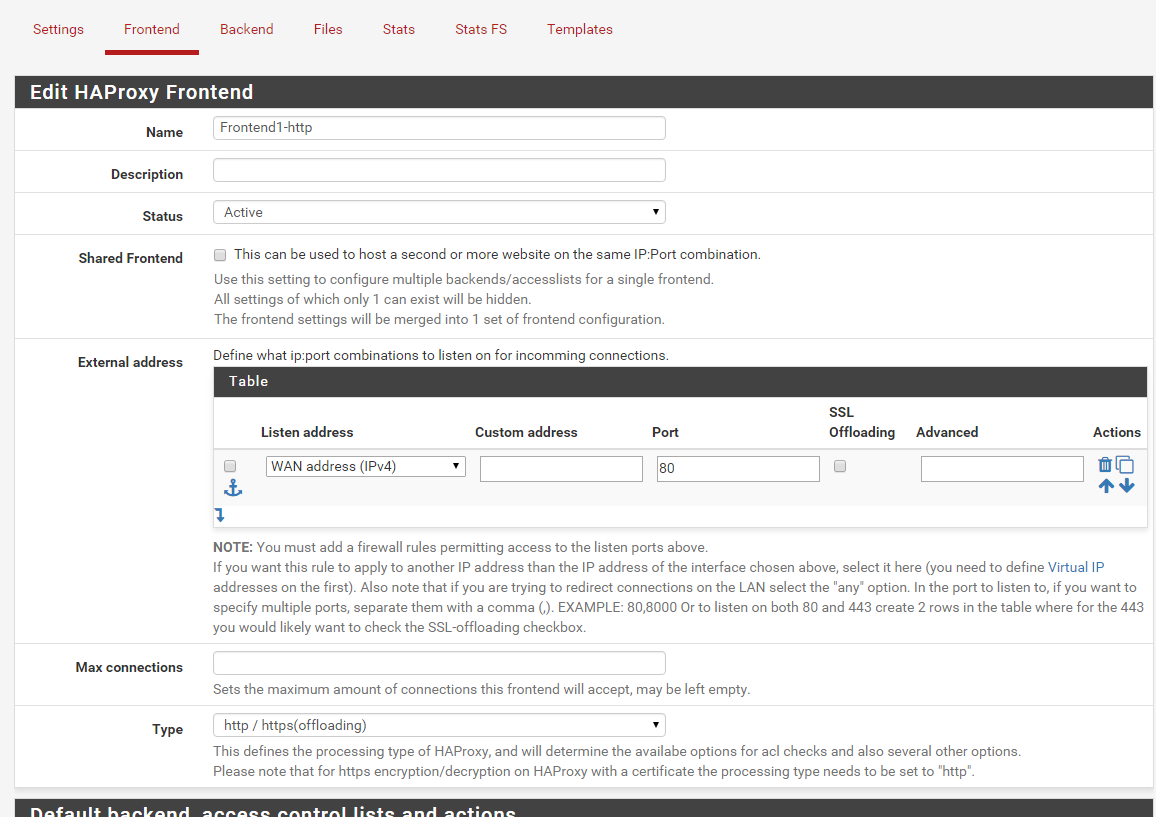 Settings Frontend Backend Files Stats Stats FS Templates
Edit HAProxy Frontend
Name Frontend1-http
Description
Status Active
Shared Frontend This can be used to host a second or more website on the same IP:Port combination.
Use this setting to configure multiple backends/accesslists for a single frontend.
All settings of which only 1 can exist will be hidden.
The frontend settings will be merged into 1 set of frontend configuration.
External address Define what ip:port combinations to listen on for incomming connections.
Table
Listen address Custom address Port SSL Offloading Advanced Actions
WAN address (IPv4) 80
NOTE: You must add a firewall rules permitting access to the listen ports above.
If you want this rule to apply to another IP address than the IP address of the interface chosen above, select it here (you need to define Virtual IP
addresses on the first). Also note that if you are trying to redirect connections on the LAN select the "any" option. In the port to listen to, if you want to
specify multiple ports, separate them with a comma (,). EXAMPLE: 80,8000 Or to listen on both 80 and 443 create 2 rows in the table where for the 443
you would likely want to check the SSL-offloading checkbox.
Max connections
Sets the maximum amount of connections this frontend will accept, may be left empty.
Type http / https(offloading)
This defines the processing type of HAProxy, and will determine the availabe options for acl checks and also several other options.
Please note that for https encryption/decryption on HAProxy with a certificate the processing type needs to be set to "http".
Default backend, access control lists and actions